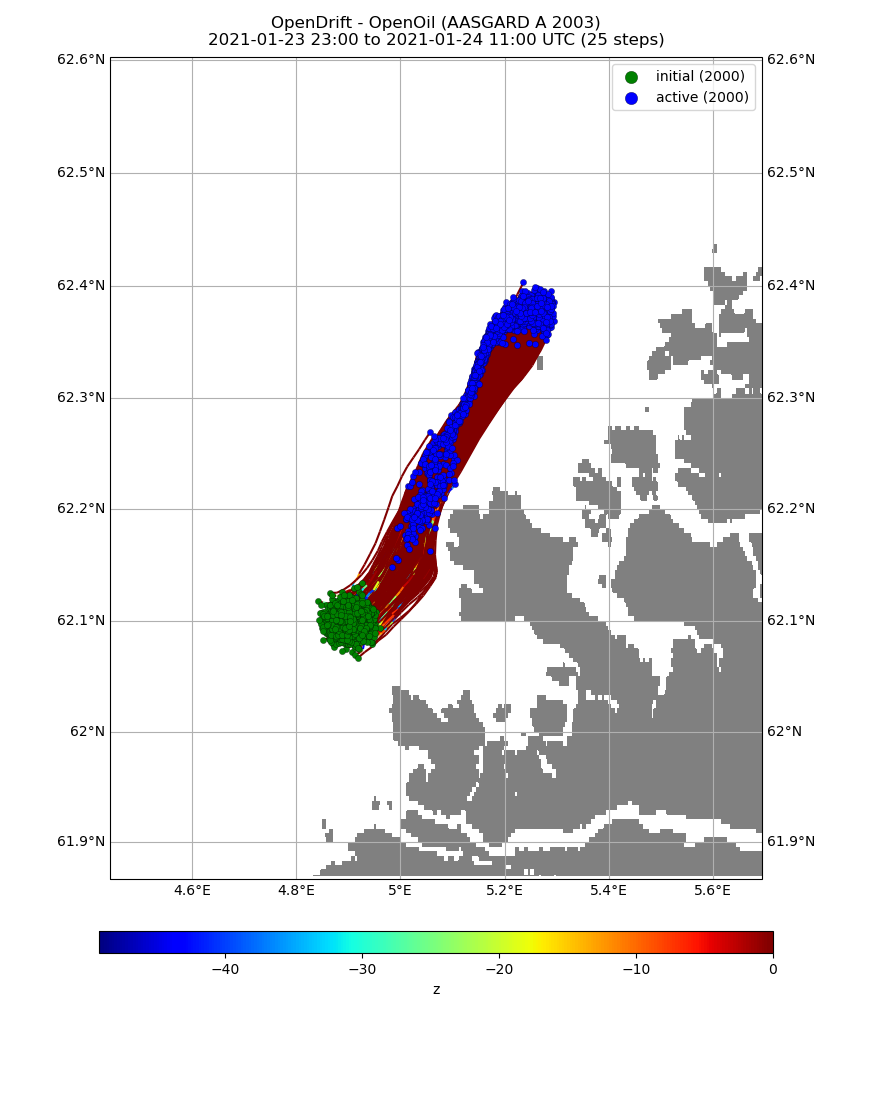 OpenDrift - OpenOil (AASGARD A 2003)
2021-01-23 23:00 to 2021-01-24 11:00 UTC (25 steps)
62.6°N
62.6°N
initial (2000)
active (2000)
62.5°N
62.5°N
62.4°N
62.4°N
62.3°N
62.3°N
62.2°N
62.2°N
62.1°N
62.1°N
62°N
62°N
61.9°N
61.9°N
4.6°E 4.8°E 5°E 5.2°E 5.4°E 5.6°E
−40 −30 −20 −10 0
z